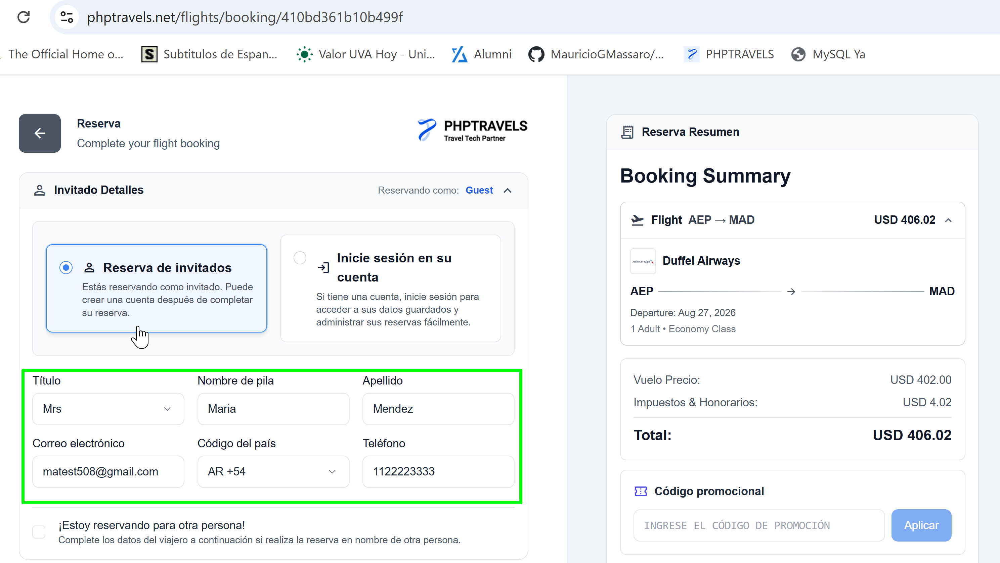 phptravels.net/flights/booking/410bd361b10b499f
The Official Home o...
Subtitulos de Espan...
Valor UVA Hoy - Uni...
Alumni
MauricioGMassaro/...
PHPTRAVELS
MySQL Ya
Reserva
Complete your flight booking
PHPTRAVELS
Travel Tech Partner
Invitado Detalles
Reservando como: Guest
Reserva de invitados
Estás reservando como invitado. Puede
crear una cuenta después de completar
su reserva.
Inicie sesión en su
cuenta
Si tiene una cuenta, inicie sesión para
acceder a sus datos guardados y
administrar sus reservas fácilmente.
Título
Nombre de pila
Apellido
Mrs
Maria
Mendez
Correo electrónico
Código del país
Teléfono
matest508@gmail.com
AR +54
1122223333
¡Estoy reservando para otra persona!
Complete los datos del viajero a continuación si realiza la reserva en nombre de otra persona.
Reserva Resumen
Booking Summary
Flight AEP → MAD USD 406.02
American Eagle
Duffel Airways
AEP → MAD
Departure: Aug 27, 2026
1 Adult • Economy Class
Vuelo Precio: USD 402.00
Impuestos & Honorarios: USD 4.02
Total: USD 406.02
Código promocional
INGRESE EL CÓDIGO DE PROMOCIÓN
Aplicar